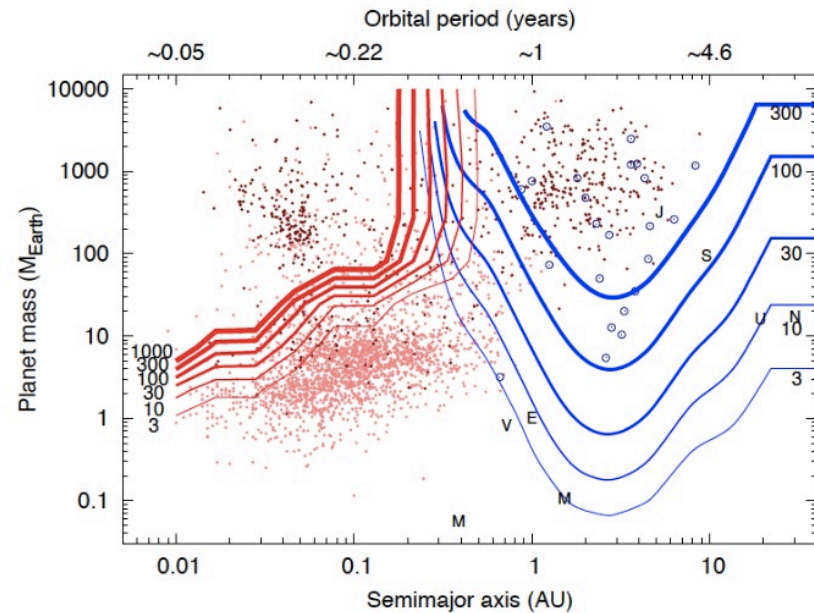 Orbital period (years)
~0.05 ~0.22 ~1 ~4.6
10000
1000
100
10
1
0.1
Planet mass (M_Earth)
300
100
30
10
3
1000
300
100
30
10
3
J
S
U N
V E
M M
0.01 0.1 1 10
Semimajor axis (AU)